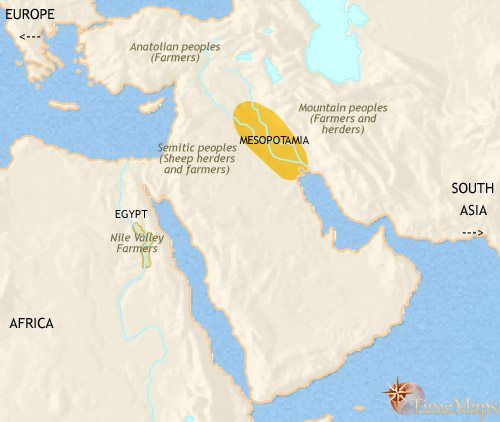 EUROPE
<---
Anatolian peoples
(Farmers)
Mountain peoples
(Farmers and
herders)
MESOPOTAMIA
Semitic peoples
(Sheep herders
and farmers)
SOUTH
ASIA
--->
EGYPT
Nile Valley
Farmers
AFRICA
TimeMaps